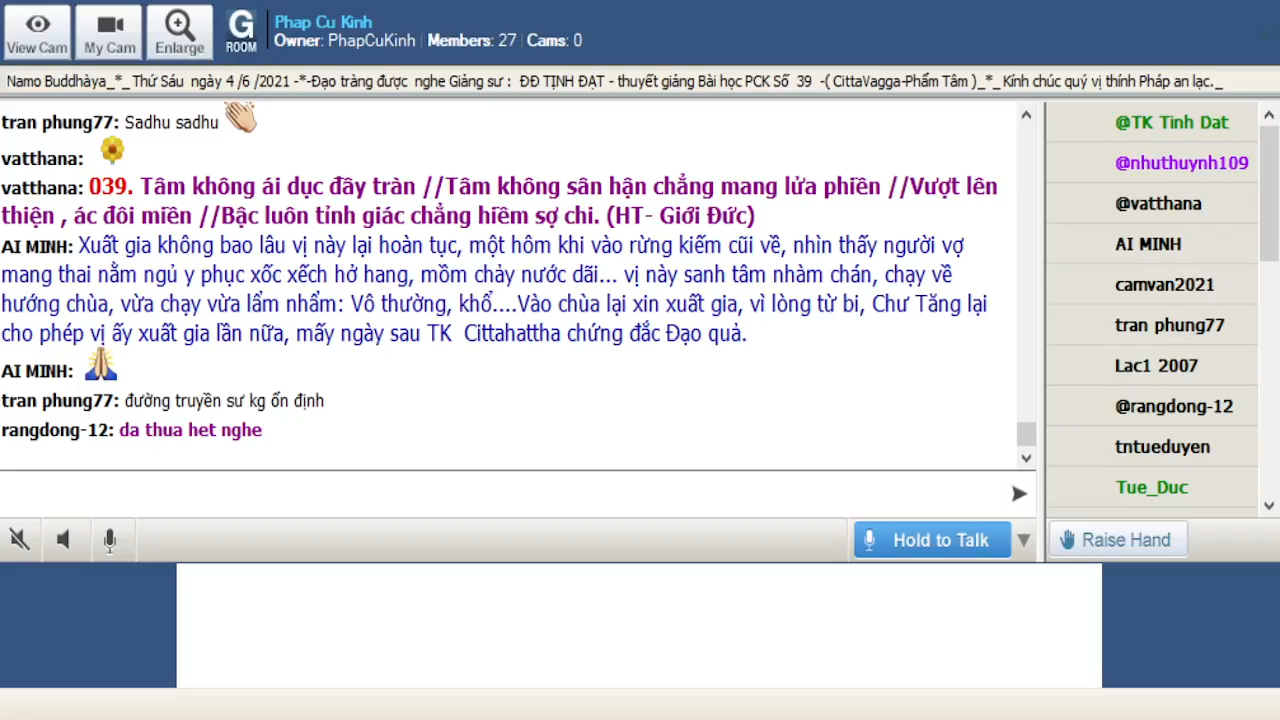 View Cam
My Cam
Enlarge
G
ROOM
Phap Cu Kinh
Owner: PhapCuKinh | Members: 27 | Cams: 0
Namo Buddhàya_*_Thứ Sáu ngày 4 /6 /2021 -*-Đạo tràng được nghe Giảng sư : ĐĐ TỊNH ĐẠT - thuyết giảng Bài học PCK Số 39 -( CittaVagga-Phẩm Tâm )_*_Kính chúc quý vị thính Pháp an lạc._
tran phung77: Sadhu sadhu
vatthana:
vatthana: 039. Tâm không ái dục đầy tràn //Tâm không sân hận chẳng mang lửa phiền //Vượt lên
thiện , ác đôi miền //Bậc luôn tỉnh giác chẳng hiềm sợ chi. (HT- Giới Đức)
AI MINH: Xuất gia không bao lâu vị này lại hoàn tục, một hôm khi vào rừng kiếm cũi về, nhìn thấy người vợ
mang thai nằm ngủ y phục xốc xếch hở hang, mồm chảy nước dãi... vị này sanh tâm nhàm chán, chạy về
hướng chùa, vừa chạy vừa lẩm nhẩm: Vô thường, khổ....Vào chùa lại xin xuất gia, vì lòng từ bi, Chư Tăng lại
cho phép vị ấy xuất gia lần nữa, mấy ngày sau TK Cittahattha chứng đắc Đạo quả.
AI MINH:
tran phung77: đường truyền sư kg ổn định
rangdong-12: da thua het nghe
@TK Tinh Dat
@nhuthuynh109
@vatthana
AI MINH
camvan2021
tran phung77
Lac1 2007
@rangdong-12
tntueduyen
Tue_Duc
Hold to Talk
Raise Hand